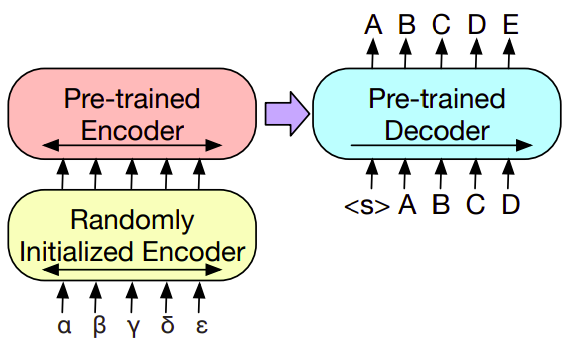 A B C D E
Pre-trained
Encoder
Pre-trained
Decoder
<s> A B C D
Randomly
Initialized Encoder
α β γ δ ε